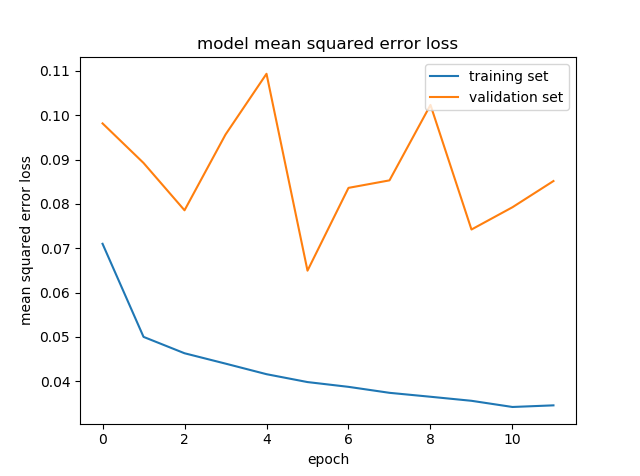 model mean squared error loss
training set
validation set
0.11
0.10
0.09
0.08
0.07
0.06
0.05
0.04
mean squared error loss
0 2 4 6 8 10
epoch